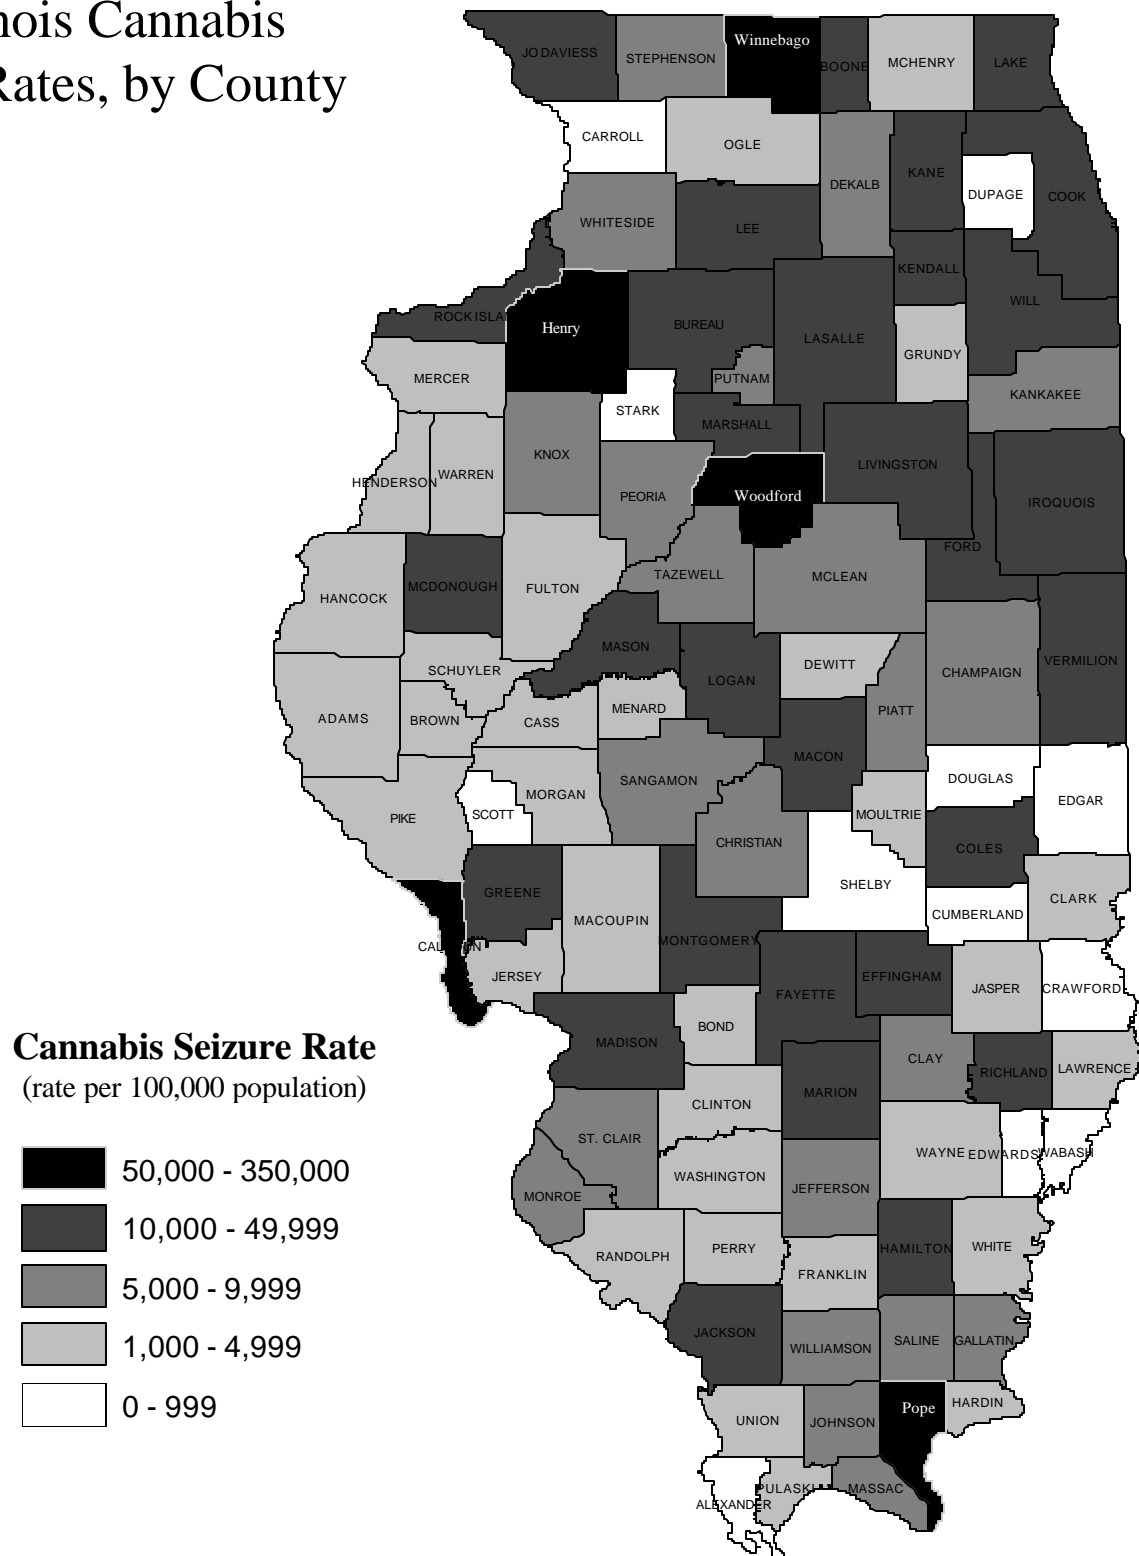 nois Cannabis
Rates, by County
JO DAVIESS
STEPHENSON
Winnebago
BOONE
MCHENRY
LAKE
CARROLL
OGLE
DEKALB
KANE
DUPAGE
COOK
WHITESIDE
LEE
KENDALL
WILL
ROCK ISLA
Henry
BUREAU
LASALLE
GRUNDY
MERCER
PUTNAM
KANKAKEE
STARK
MARSHALL
HENDERSON
WARREN
KNOX
PEORIA
Woodford
LIVINGSTON
IROQUOIS
FORD
HANCOCK
MCDONOUGH
FULTON
TAZEWELL
MCLEAN
SCHUYLER
MASON
LOGAN
DEWITT
CHAMPAIGN
VERMILION
ADAMS
BROWN
CASS
MENARD
PIATT
MACON
SANGAMON
DOUGLAS
EDGAR
PIKE
SCOTT
MORGAN
CHRISTIAN
MOULTRIE
COLES
SHELBY
GREENE
MACOUPIN
CUMBERLAND
CLARK
CALHOUN
MONTGOMERY
JERSEY
FAYETTE
EFFINGHAM
JASPER
CRAWFORD
BOND
MADISON
CLAY
RICHLAND
LAWRENCE
MARION
CLINTON
ST. CLAIR
WASHINGTON
WAYNE
EDWARDS
WABASH
MONROE
JEFFERSON
RANDOLPH
PERRY
FRANKLIN
HAMILTON
WHITE
JACKSON
WILLIAMSON
SALINE
GALLATIN
UNION
JOHNSON
Pope
HARDIN
ALEXANDER
PULASKI
MASSAC
Cannabis Seizure Rate
(rate per 100,000 population)
50,000 - 350,000
10,000 - 49,999
5,000 - 9,999
1,000 - 4,999
0 - 999